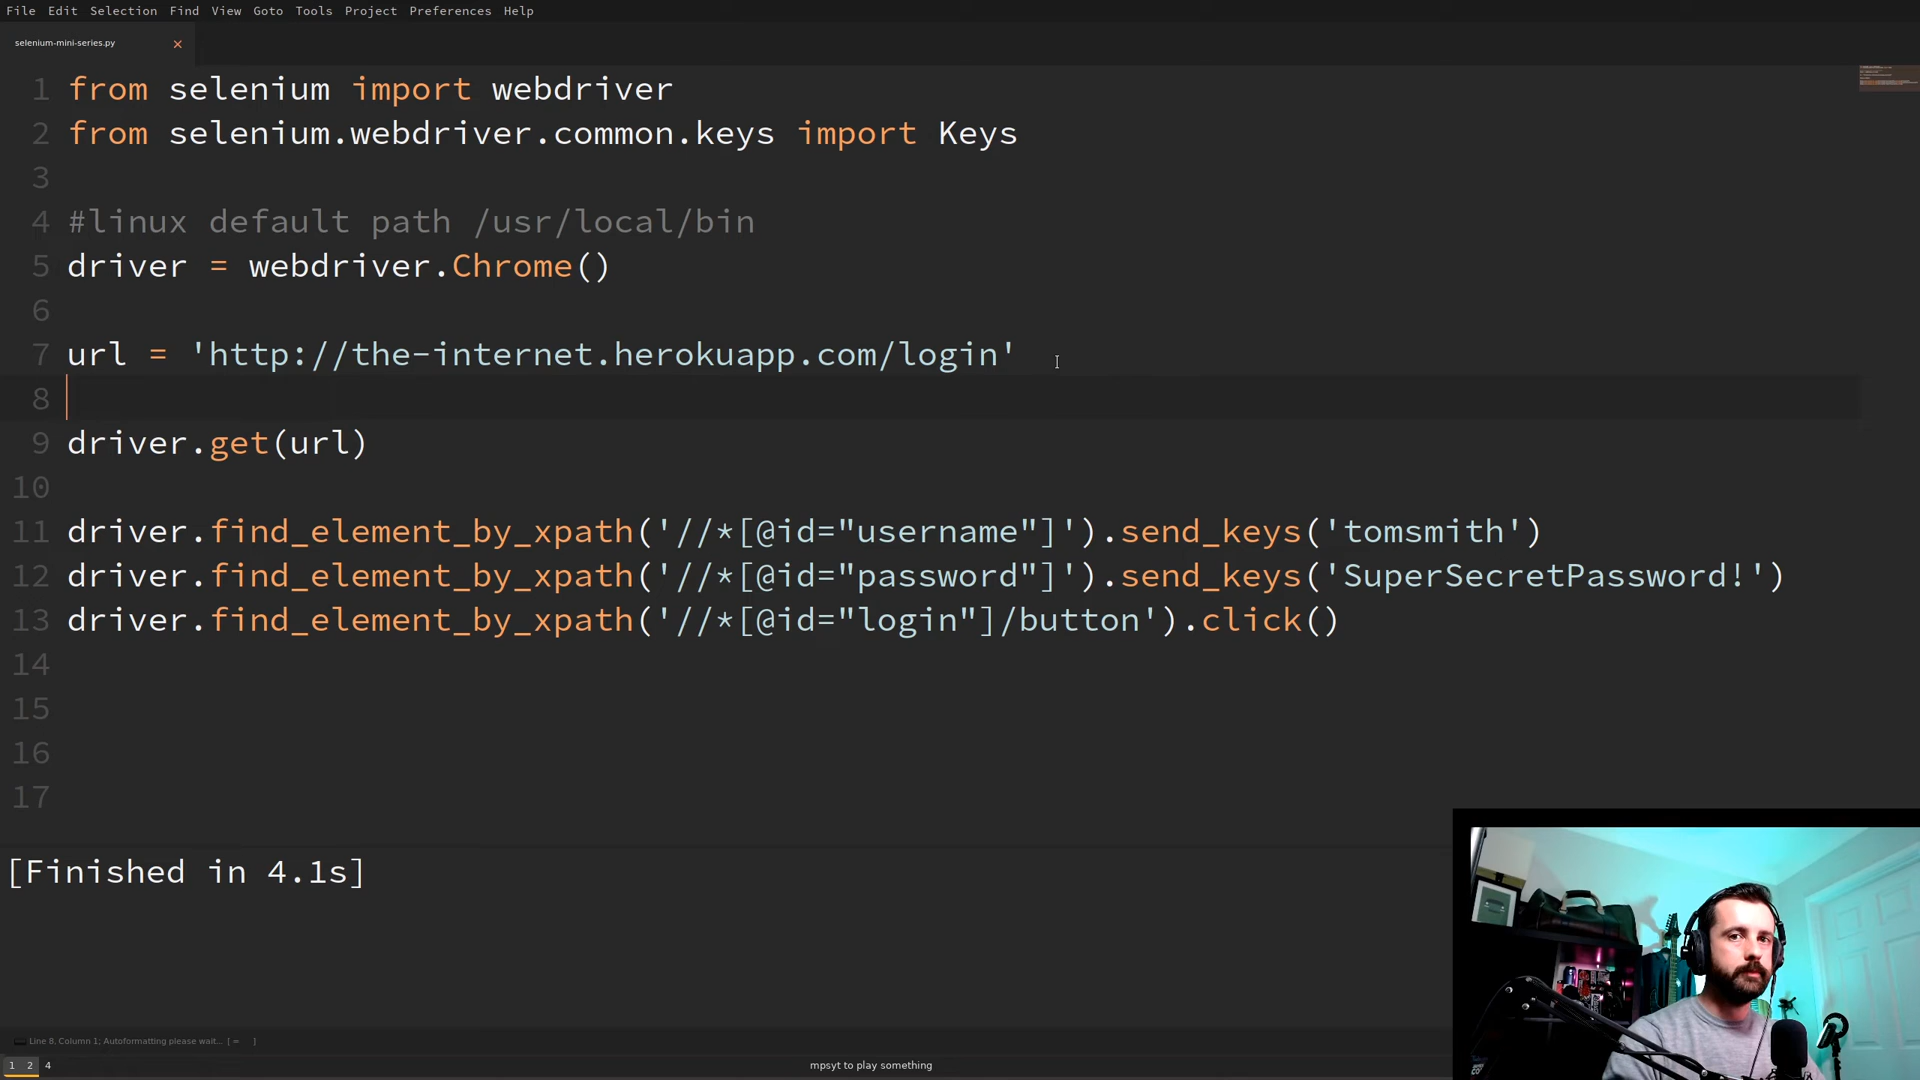 File Edit Selection Find View Goto Tools Project Preferences Help
selenium-mini-series.py ×
1 from selenium import webdriver
2 from selenium.webdriver.common.keys import Keys
3
4 #linux default path /usr/local/bin
5 driver = webdriver.Chrome()
6
7 url = 'http://the-internet.herokuapp.com/login'
8
9 driver.get(url)
10
11 driver.find_element_by_xpath('//*[@id="username"]').send_keys('tomsmith')
12 driver.find_element_by_xpath('//*[@id="password"]').send_keys('SuperSecretPassword!')
13 driver.find_element_by_xpath('//*[@id="login"]/button').click()
14
15
16
17
[Finished in 4.1s]
Line 8, Column 1; Autoformatting please wait... [ = ]
1 2 4 mpsyt to play something